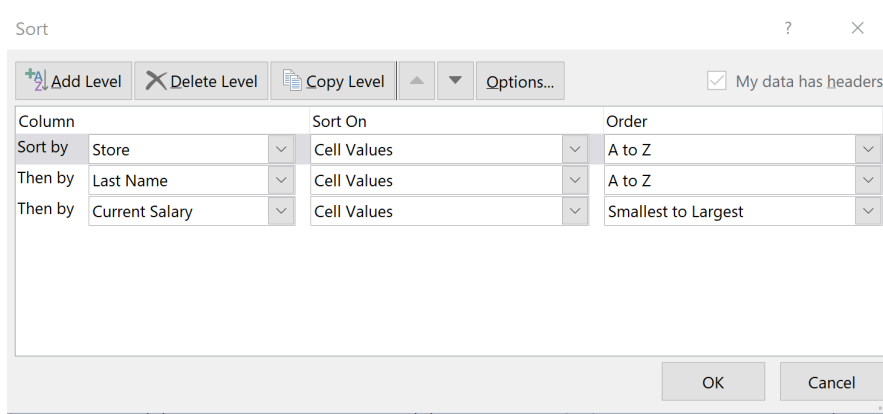 Sort ?
Add Level Delete Level Copy Level Options... My data has headers
Column Sort On Order
Sort by Store Cell Values A to Z
Then by Last Name Cell Values A to Z
Then by Current Salary Cell Values Smallest to Largest
OK Cancel